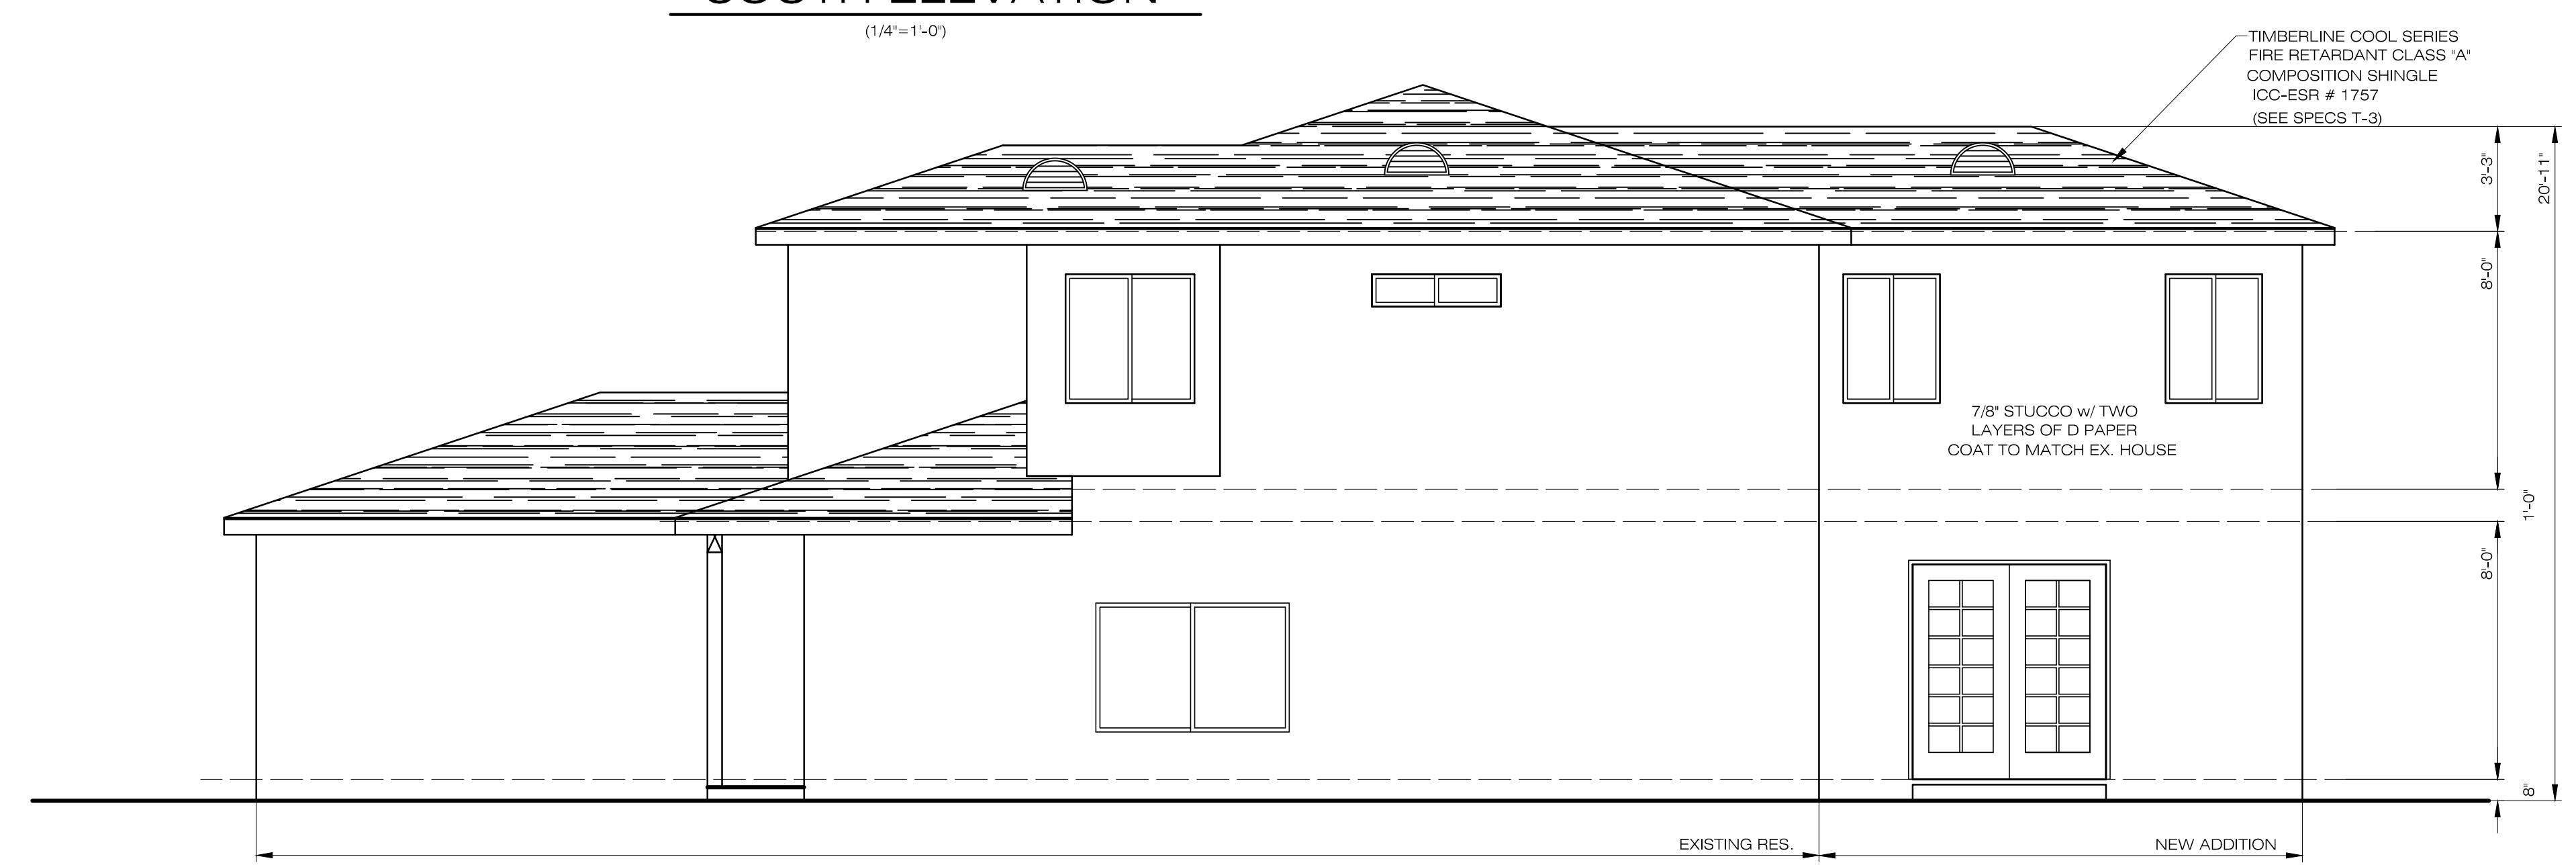 SOUTH ELEVATION
(1/4"=1'-0")
TIMBERLINE COOL SERIES
FIRE RETARDANT CLASS "A"
COMPOSITION SHINGLE
ICC-ESR # 1757
(SEE SPECS T-3)
3'-3"
20'-11"
8'-0"
7/8" STUCCO w/ TWO
LAYERS OF D PAPER
COAT TO MATCH EX. HOUSE
1'-0"
8'-0"
8"
EXISTING RES.
NEW ADDITION